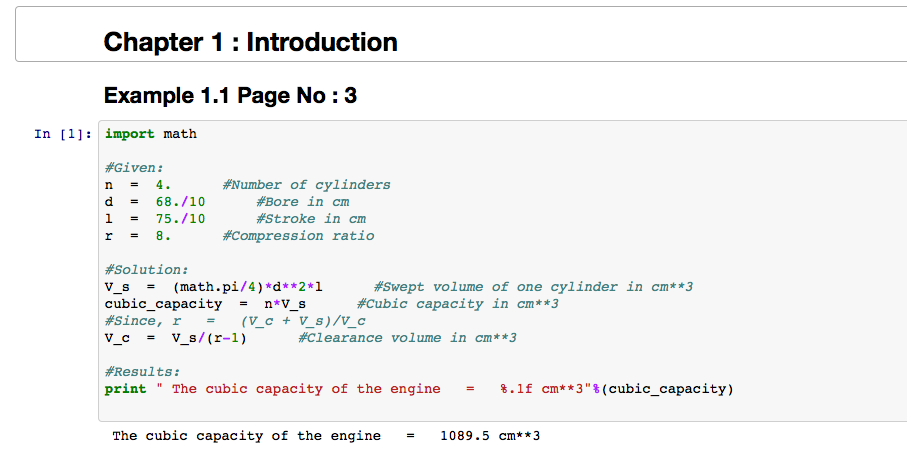 Chapter 1 : Introduction
Example 1.1 Page No : 3
In [1]: import math
#Given:
n  =  4.      #Number of cylinders
d  =  68./10      #Bore in cm
l  =  75./10      #Stroke in cm
r  =  8.      #Compression ratio
#Solution:
V_s  =  (math.pi/4)*d**2*l      #Swept volume of one cylinder in cm**3
cubic_capacity  =  n*V_s      #Cubic capacity in cm**3
#Since, r   =   (V_c + V_s)/V_c
V_c  =  V_s/(r-1)      #Clearance volume in cm**3
#Results:
print " The cubic capacity of the engine   =   %.1f cm**3"%(cubic_capacity)
The cubic capacity of the engine   =   1089.5 cm**3